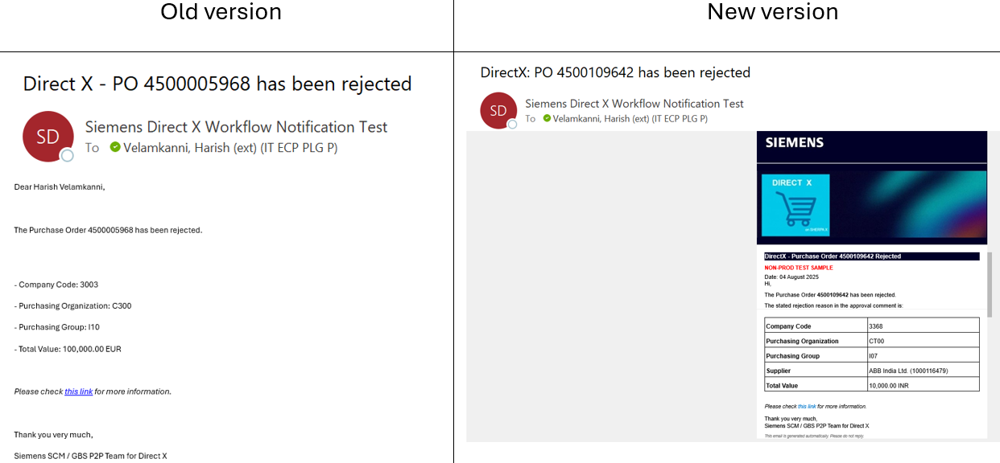 Old version
New version
Direct X - PO 4500005968 has been rejected
SD
Siemens Direct X Workflow Notification Test
To Velamkanni, Harish (ext) (IT ECP PLG P)
Dear Harish Velamkanni,
The Purchase Order 4500005968 has been rejected.
- Company Code: 3003
- Purchasing Organization: C300
- Purchasing Group: I10
- Total Value: 100,000.00 EUR
Please check this link for more information.
Thank you very much,
Siemens SCM / GBS P2P Team for Direct X
DirectX: PO 4500109642 has been rejected
SD
Siemens Direct X Workflow Notification Test
To Velamkanni, Harish (ext) (IT ECP PLG P)
SIEMENS
DIRECT X
on SHERPA X
DirectX - Purchase Order 4500109642 Rejected
NON-PROD TEST SAMPLE
Date: 04 August 2025
Hi,
The Purchase Order 4500109642 has been rejected.
The stated rejection reason in the approval comment is:
Company Code 3368
Purchasing Organization CT00
Purchasing Group I07
Supplier ABB India Ltd. (1000116479)
Total Value 10,000.00 INR
Please check this link for more information.
Thank you very much,
Siemens SCM / GBS P2P Team for Direct X
This email is generated automatically. Please do not reply.